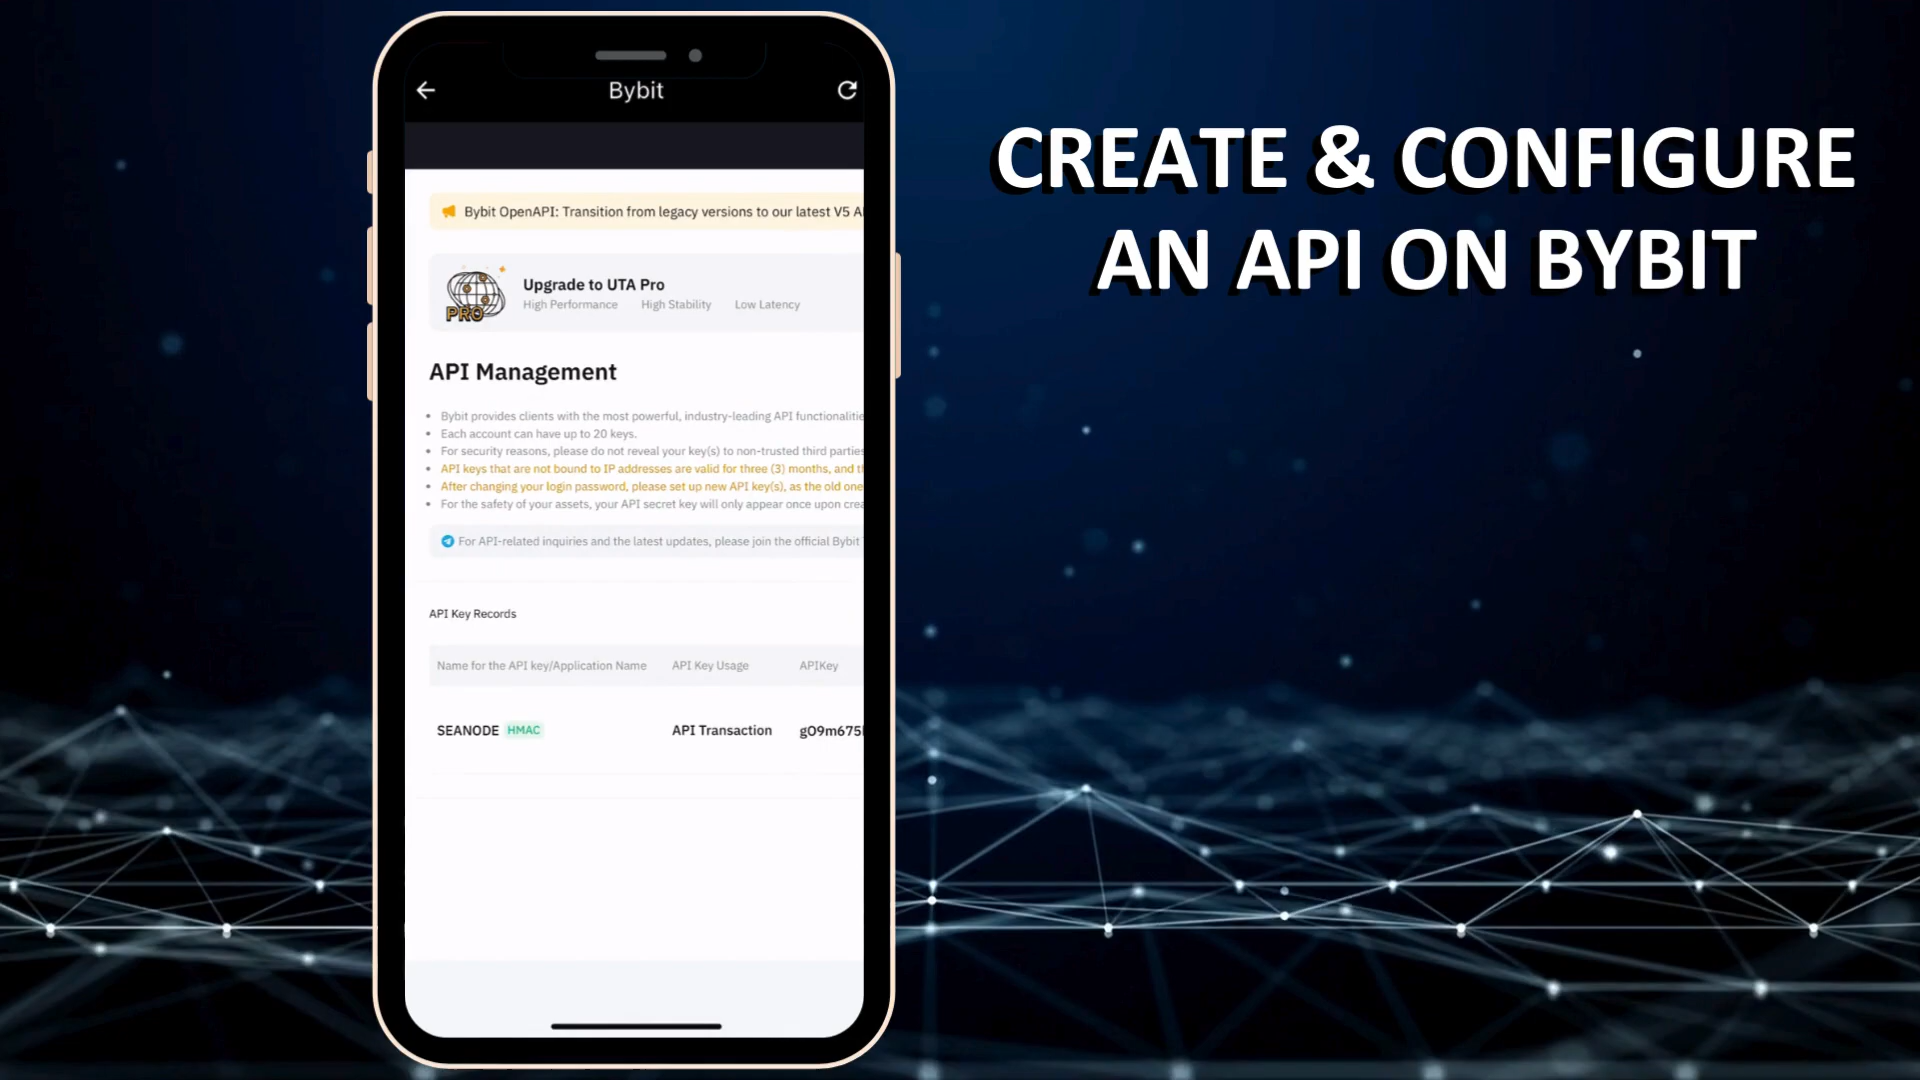 Bybit
Bybit OpenAPI: Transition from legacy versions to our latest V5 A
Upgrade to UTA Pro
High Performance High Stability Low Latency
PRO
API Management
Bybit provides clients with the most powerful, industry-leading API functionalitie
Each account can have up to 20 keys.
For security reasons, please do not reveal your key(s) to non-trusted third parties
API keys that are not bound to IP addresses are valid for three (3) months, and th
After changing your login password, please set up new API key(s), as the old one
For the safety of your assets, your API secret key will only appear once upon crea
For API-related inquiries and the latest updates, please join the official Bybit
API Key Records
Name for the API key/Application Name API Key Usage APIKey
SEANODE HMAC API Transaction gO9m675
CREATE & CONFIGURE
AN API ON BYBIT